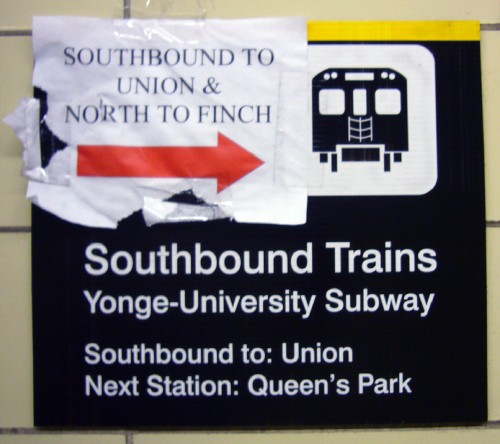 SOUTHBOUND TO
UNION &
NORTH TO FINCH
Southbound Trains
Yonge-University Subway
Southbound to: Union
Next Station: Queen's Park